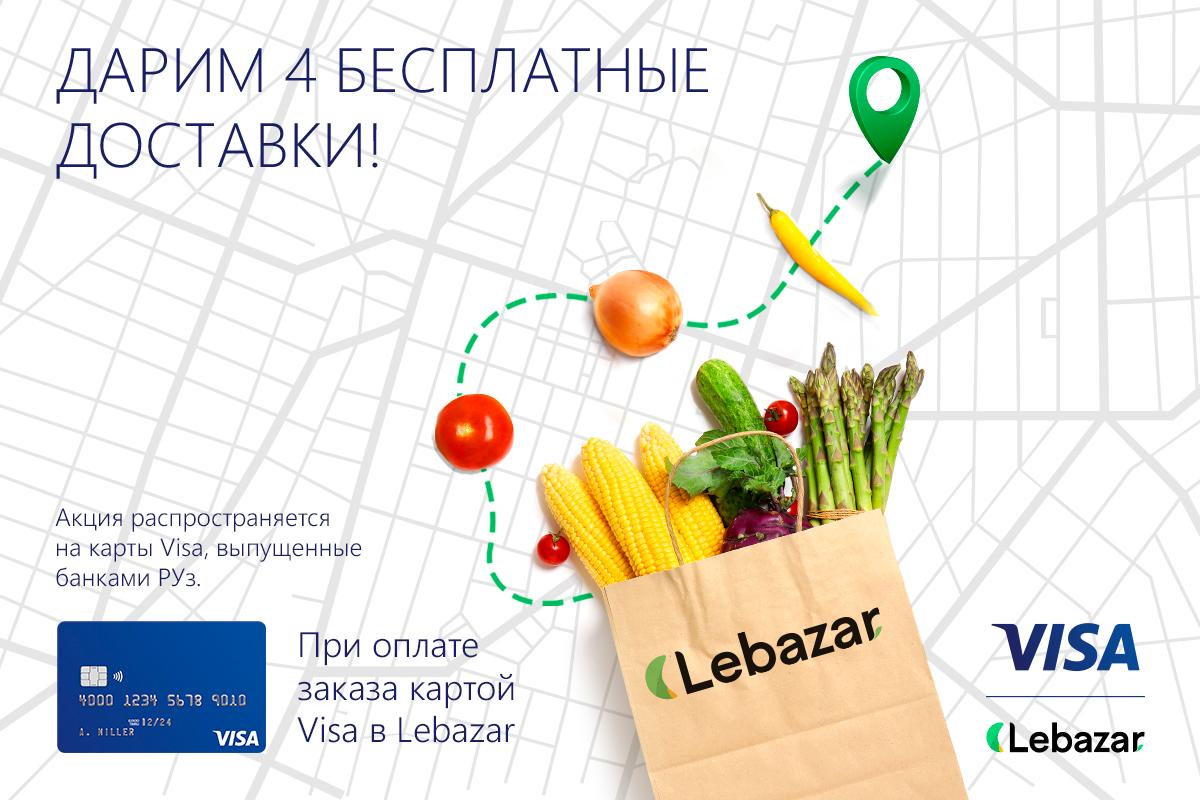 ДАРИМ 4 БЕСПЛАТНЫЕ
ДОСТАВКИ!
Акция распространяется
на карты Visa, выпущенные
банками РУз.
4000 1234 5678 9010
12/24
A. MILLER
VISA
При оплате
заказа картой
Visa в Lebazar
Lebazar
VISA
Lebazar